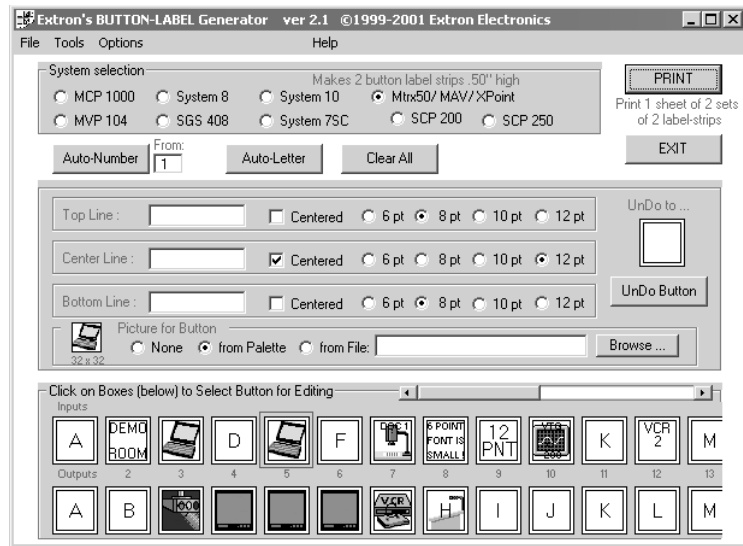 Extron's BUTTON-LABEL Generator ver 2.1 ©1999-2001 Extron Electronics
File Tools Options Help
System selection
Makes 2 button label strips .50" high
MCP 1000 System 8 System 10 Mtrx50/ MAV/ XPoint
MVP 104 SGS 408 System 7SC SCP 200 SCP 250
PRINT
Print 1 sheet of 2 sets
of 2 label-strips
EXIT
Auto-Number From: 1 Auto-Letter Clear All
Top Line : Centered 6 pt 8 pt 10 pt 12 pt
Center Line : Centered 6 pt 8 pt 10 pt 12 pt
Bottom Line : Centered 6 pt 8 pt 10 pt 12 pt
UnDo to ...
UnDo Button
Picture for Button
32 x 32
None from Palette from File: Browse ...
Click on Boxes (below) to Select Button for Editing
Inputs
A DEMO ROOM D F DOC 1 6 POINT FONT IS SMALL ! 12 PNT K VCR 2 M
Outputs 2 3 4 5 6 7 8 9 10 11 12 13
A B VCR H I J K L M